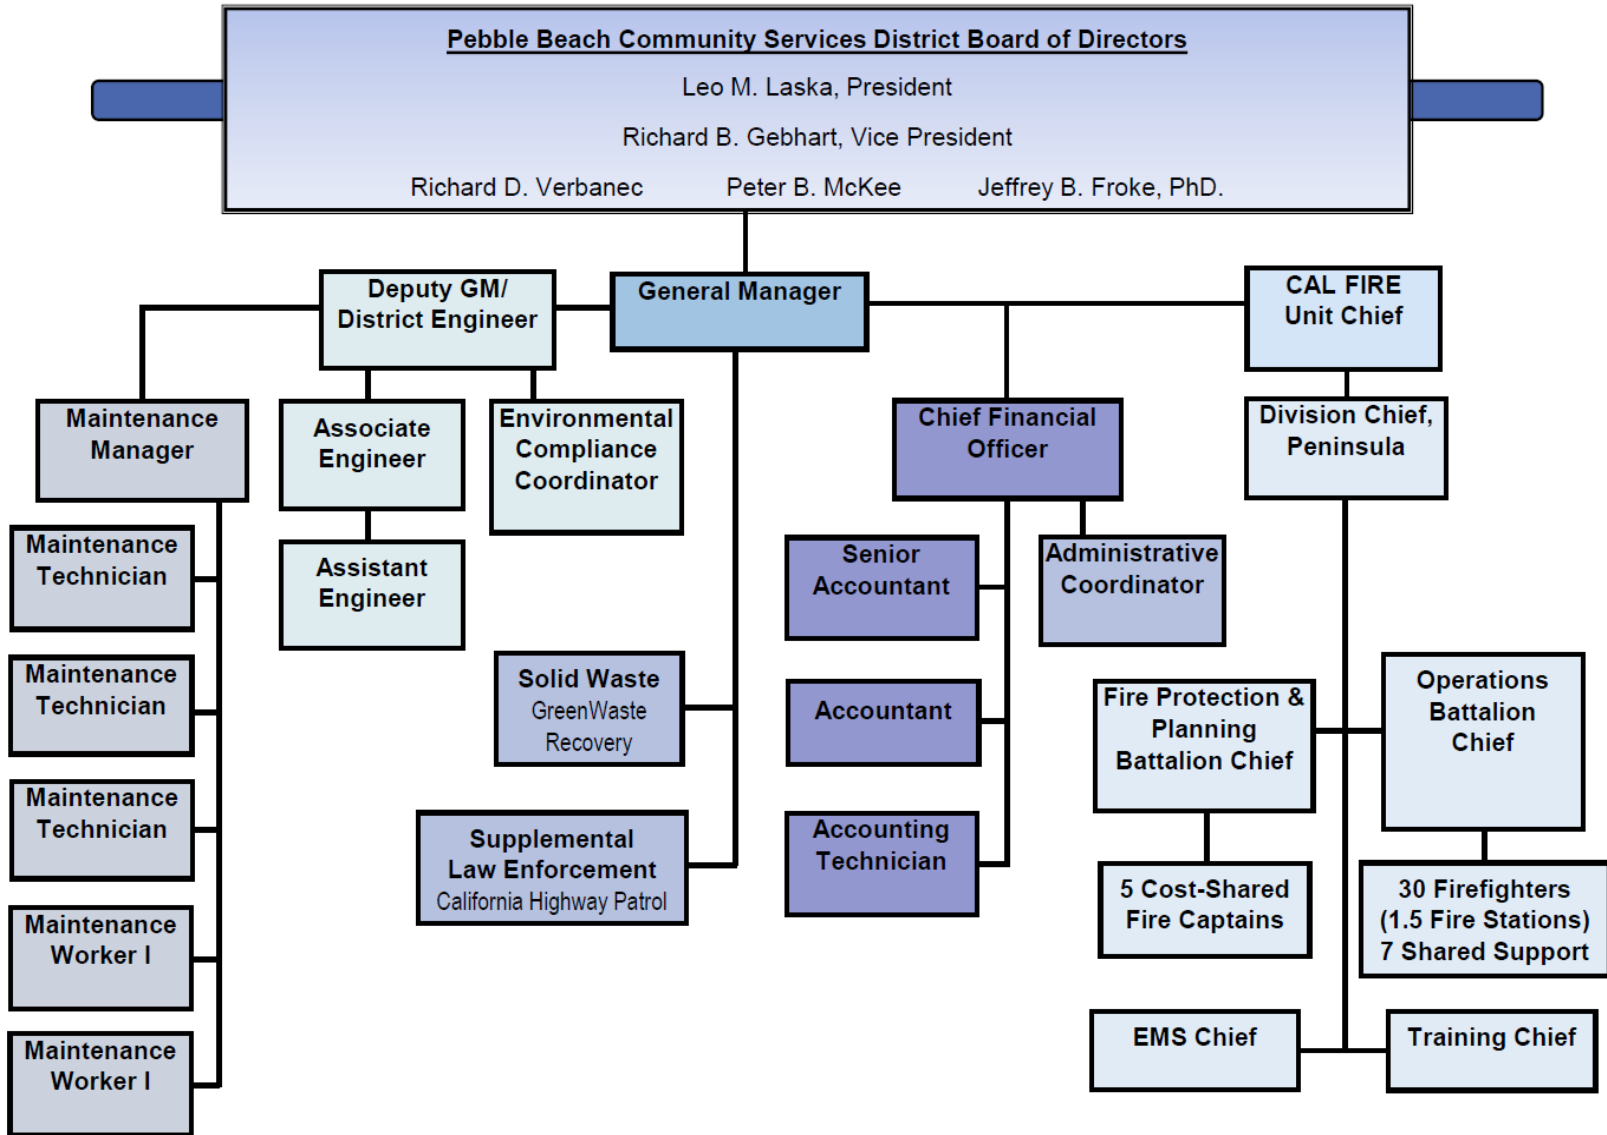 Pebble Beach Community Services District Board of Directors
Leo M. Laska, President
Richard B. Gebhart, Vice President
Richard D. Verbanec Peter B. McKee Jeffrey B. Froke, PhD.
General Manager
Deputy GM/
District Engineer
CAL FIRE
Unit Chief
Maintenance
Manager
Associate
Engineer
Environmental
Compliance
Coordinator
Chief Financial
Officer
Division Chief,
Peninsula
Maintenance
Technician
Maintenance
Technician
Maintenance
Technician
Maintenance
Worker I
Maintenance
Worker I
Assistant
Engineer
Solid Waste
GreenWaste
Recovery
Supplemental
Law Enforcement
California Highway Patrol
Senior
Accountant
Administrative
Coordinator
Accountant
Accounting
Technician
Fire Protection &
Planning
Battalion Chief
Operations
Battalion
Chief
5 Cost-Shared
Fire Captains
30 Firefighters
(1.5 Fire Stations)
7 Shared Support
EMS Chief
Training Chief